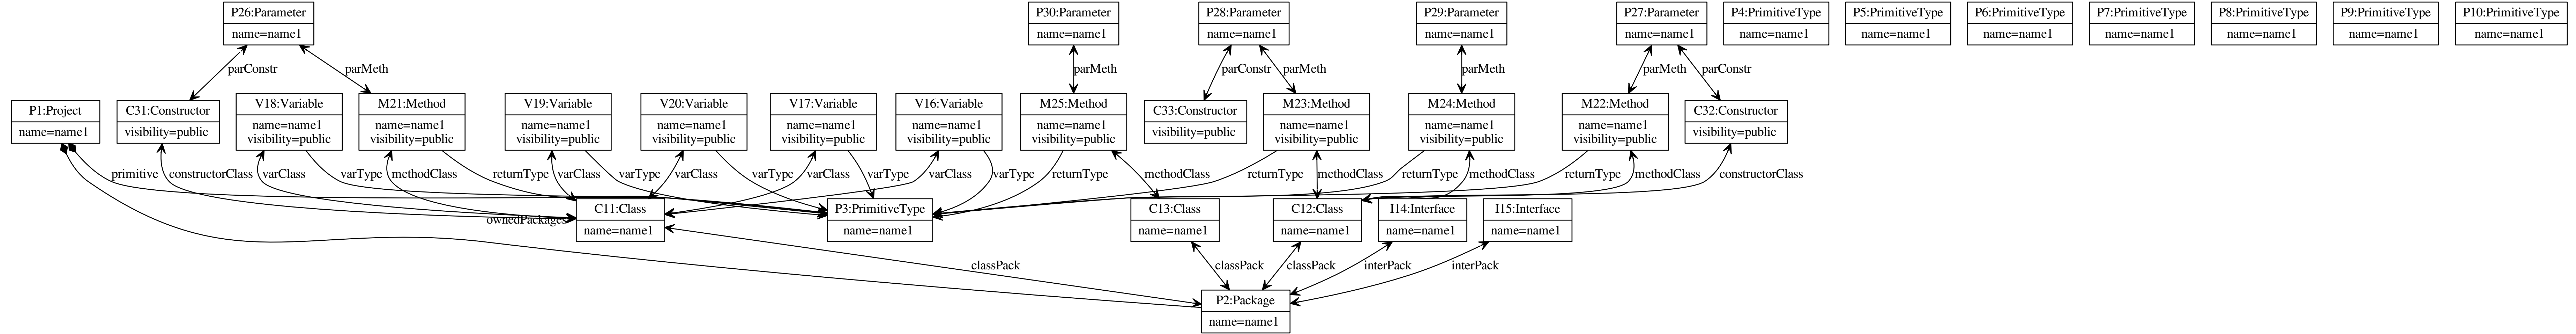 P26:Parameter
name=name1
P30:Parameter
name=name1
P28:Parameter
name=name1
P29:Parameter
name=name1
P27:Parameter
name=name1
P4:PrimitiveType
name=name1
P5:PrimitiveType
name=name1
P6:PrimitiveType
name=name1
P7:PrimitiveType
name=name1
P8:PrimitiveType
name=name1
P9:PrimitiveType
name=name1
P10:PrimitiveType
name=name1
parConstr
parMeth
parMeth
parConstr
parMeth
parMeth
parMeth
parConstr
P1:Project
name=name1
C31:Constructor
visibility=public
V18:Variable
name=name1
visibility=public
M21:Method
name=name1
visibility=public
V19:Variable
name=name1
visibility=public
V20:Variable
name=name1
visibility=public
V17:Variable
name=name1
visibility=public
V16:Variable
name=name1
visibility=public
M25:Method
name=name1
visibility=public
C33:Constructor
visibility=public
M23:Method
name=name1
visibility=public
M24:Method
name=name1
visibility=public
M22:Method
name=name1
visibility=public
C32:Constructor
visibility=public
primitive
constructorClass
varClass
varType
methodClass
returnType
varClass
varType
varClass
varType
varClass
varType
varClass
varType
returnType
methodClass
returnType
methodClass
returnType
methodClass
returnType
methodClass
constructorClass
ownedPackages
C11:Class
name=name1
P3:PrimitiveType
name=name1
C13:Class
name=name1
C12:Class
name=name1
I14:Interface
name=name1
I15:Interface
name=name1
classPack
classPack
classPack
interPack
interPack
P2:Package
name=name1